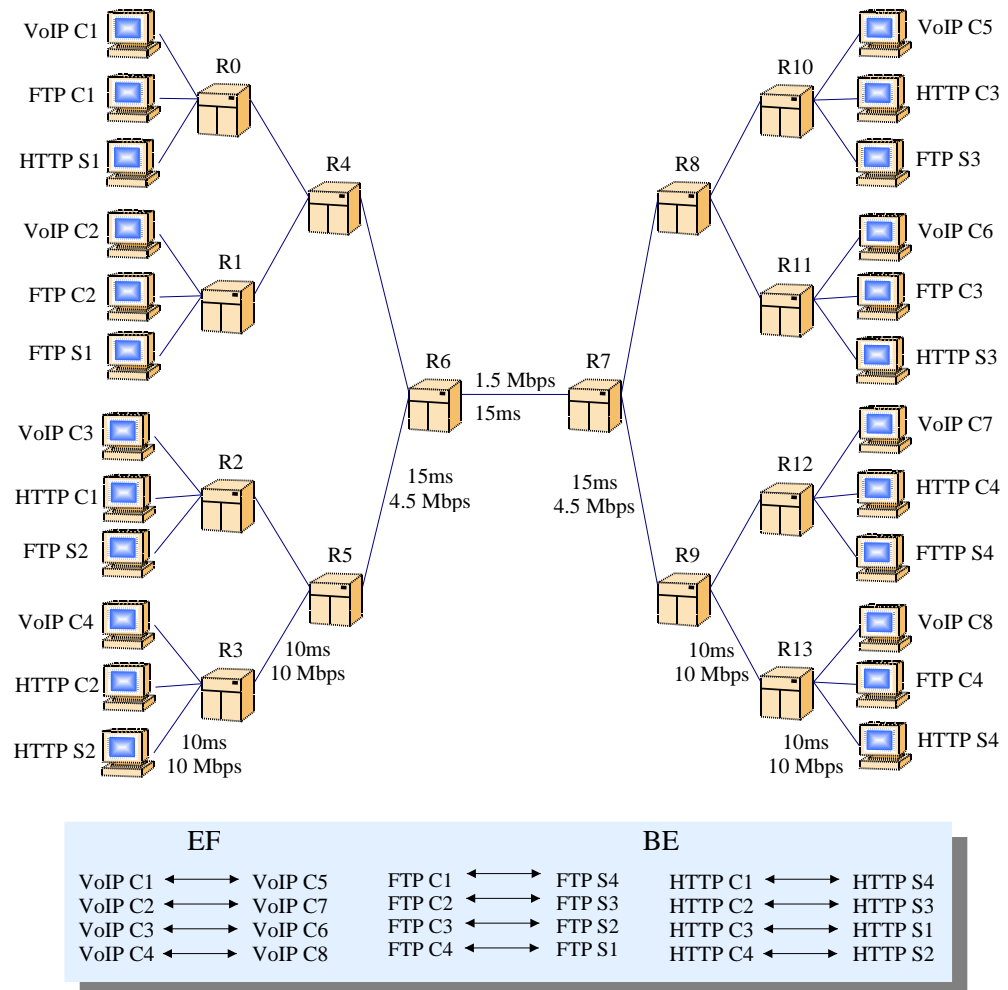 VoIP C1
FTP C1
HTTP S1
R0
R4
VoIP C2
FTP C2
FTP S1
R1
VoIP C3
HTTP C1
FTP S2
R2
R5
VoIP C4
HTTP C2
HTTP S2
R3
10ms
10 Mbps
10ms
10 Mbps
R6
15ms
4.5 Mbps
1.5 Mbps
15ms
R7
15ms
4.5 Mbps
R8
R10
VoIP C5
HTTP C3
FTP S3
R11
VoIP C6
FTP C3
HTTP S3
R9
R12
VoIP C7
HTTP C4
FTTP S4
10ms
10 Mbps
R13
VoIP C8
FTP C4
HTTP S4
10ms
10 Mbps
EF
VoIP C1 VoIP C5
VoIP C2 VoIP C7
VoIP C3 VoIP C6
VoIP C4 VoIP C8
BE
FTP C1 FTP S4
FTP C2 FTP S3
FTP C3 FTP S2
FTP C4 FTP S1
HTTP C1 HTTP S4
HTTP C2 HTTP S3
HTTP C3 HTTP S1
HTTP C4 HTTP S2